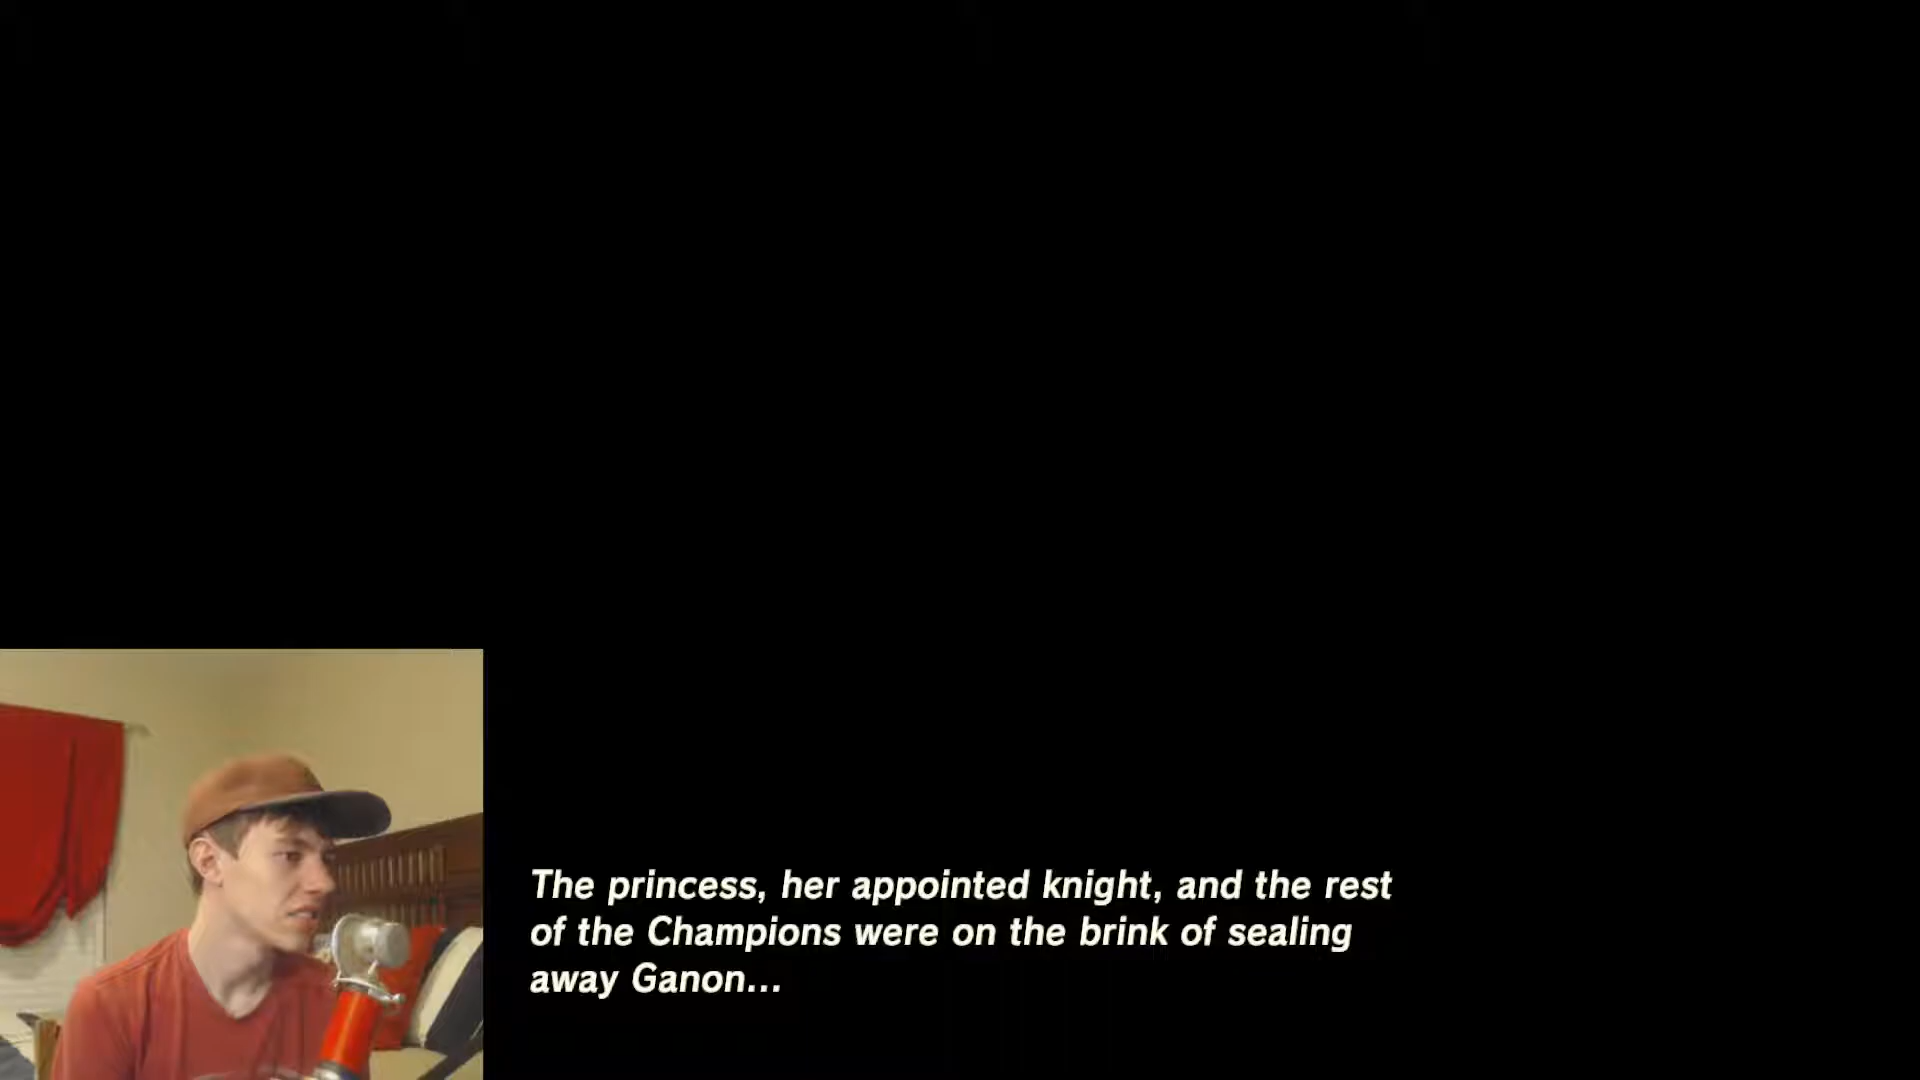 The princess, her appointed knight, and the rest
of the Champions were on the brink of sealing
away Ganon...